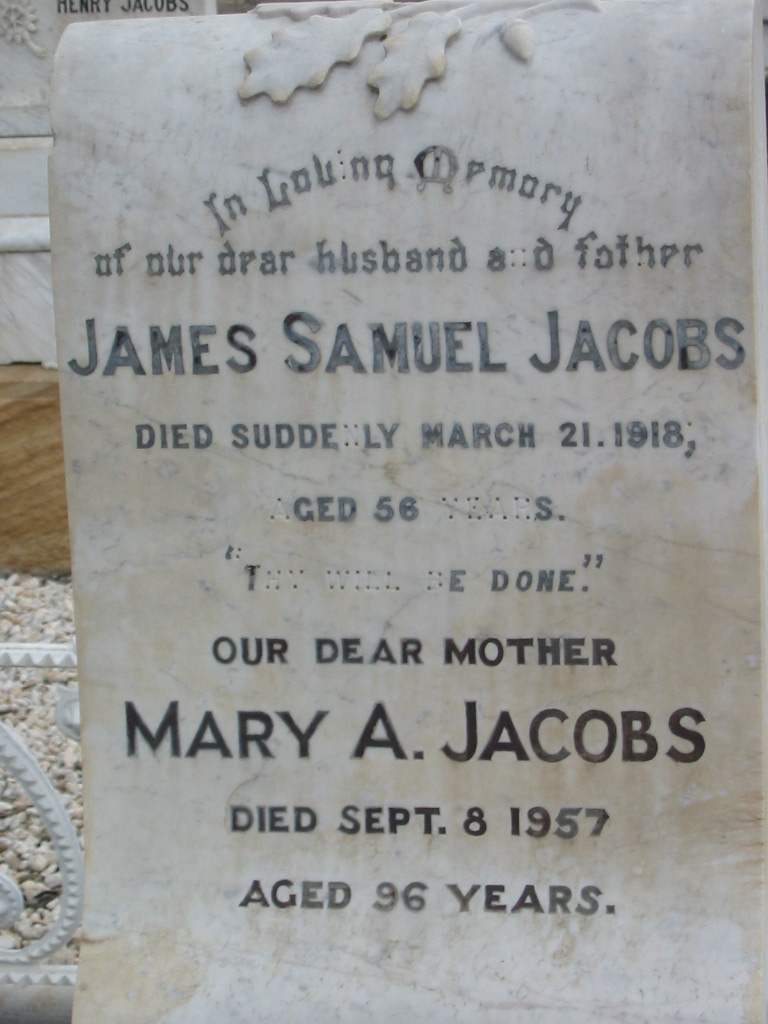 HENRY JACOBS
In Loving Memory
of our dear husband and father
JAMES SAMUEL JACOBS
DIED SUDDENLY MARCH 21.1918,
AGED 56 YEARS.
"THY WILL BE DONE."
OUR DEAR MOTHER
MARY A. JACOBS
DIED SEPT. 8 1957
AGED 96 YEARS.